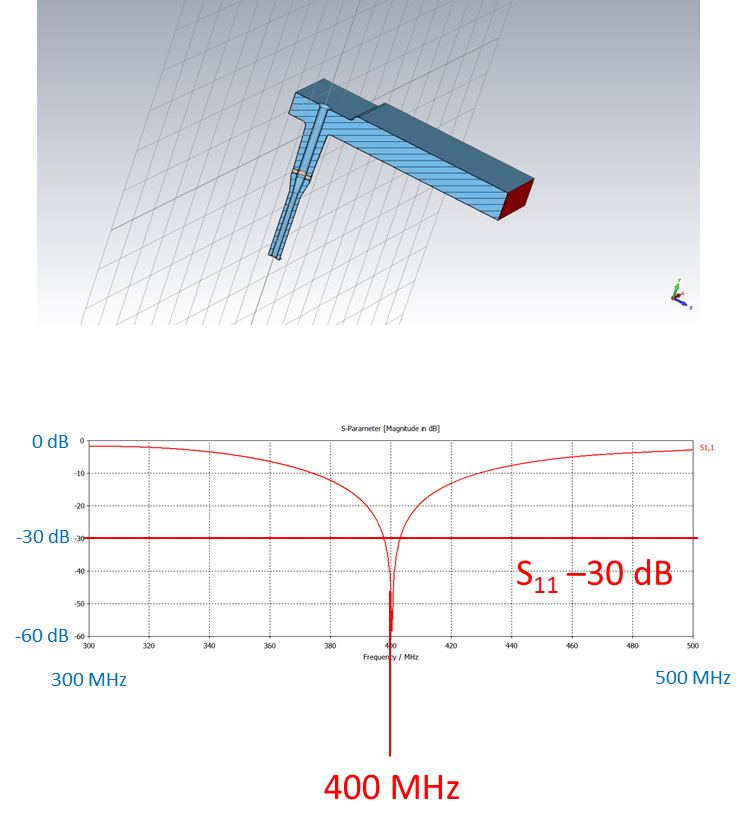 y
x
z
S-Parameter [Magnitude in dB]
0 dB
0
S1,1
-10
-20
-30 dB
-30
-40
S11 –30 dB
-50
-60 dB
-60
300
320
340
360
380
400
420
440
460
480
500
Frequency / MHz
300 MHz
500 MHz
400 MHz